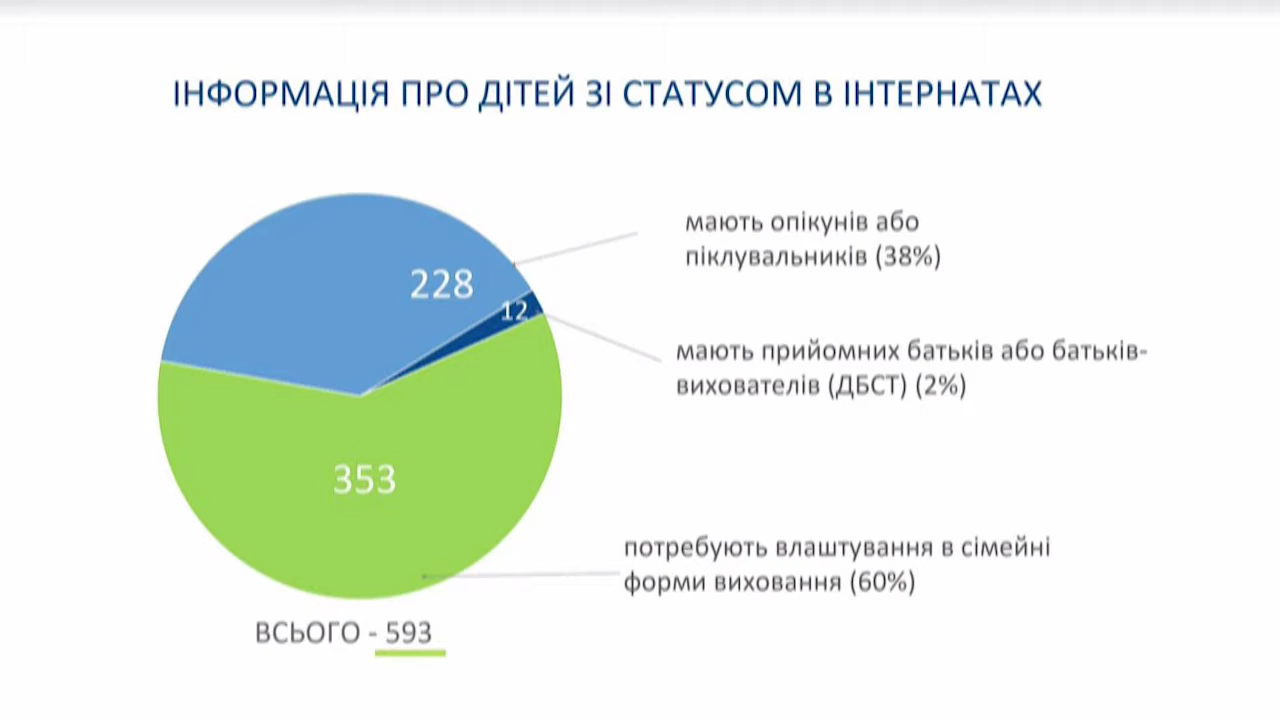 ІНФОРМАЦІЯ ПРО ДІТЕЙ ЗІ СТАТУСОМ В ІНТЕРНАТАХ
228
мають опікунів або
піклувальників (38%)
12
мають прийомних батьків або батьків-
вихователів (ДБСТ) (2%)
353
потребують влаштування в сімейні
форми виховання (60%)
ВСЬОГО - 593